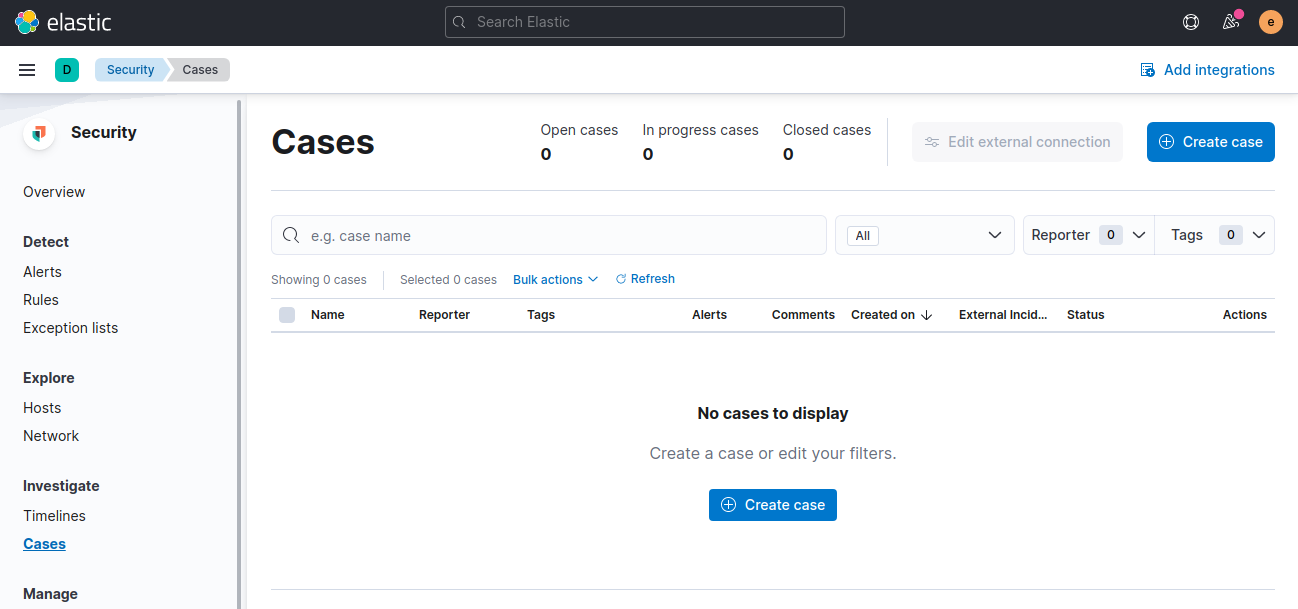 elastic
Search Elastic
e
D
Security
Cases
Add integrations
Security
Overview
Detect
Alerts
Rules
Exception lists
Explore
Hosts
Network
Investigate
Timelines
Cases
Manage
Cases
Open cases
0
In progress cases
0
Closed cases
0
Edit external connection
Create case
e.g. case name
All
Reporter 0
Tags 0
Showing 0 cases
Selected 0 cases
Bulk actions
Refresh
Name Reporter Tags Alerts Comments Created on External Incid... Status Actions
No cases to display
Create a case or edit your filters.
Create case